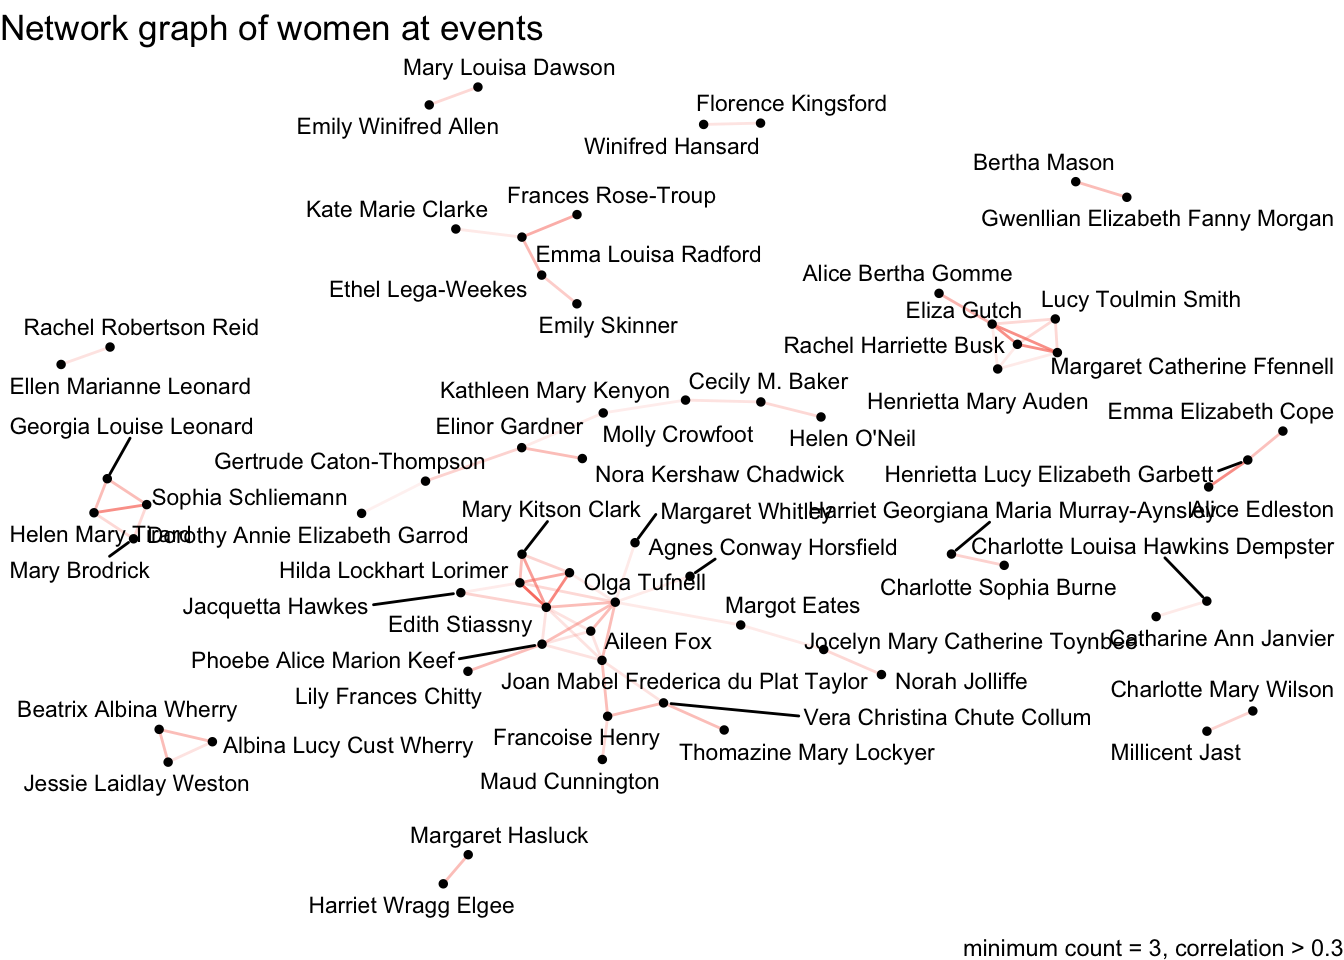 Network graph of women at events
Mary Louisa Dawson
Florence Kingsford
Emily Winifred Allen
Winifred Hansard
Bertha Mason
Frances Rose-Troup
Kate Marie Clarke
Gwenllian Elizabeth Fanny Morgan
Emma Louisa Radford
Alice Bertha Gomme
Ethel Lega-Weekes
Lucy Toulmin Smith
Eliza Gutch
Rachel Robertson Reid
Emily Skinner
Rachel Harriette Busk
Margaret Catherine Ffennell
Ellen Marianne Leonard
Kathleen Mary Kenyon
Cecily M. Baker
Henrietta Mary Auden
Emma Elizabeth Cope
Georgia Louise Leonard
Elinor Gardner
Molly Crowfoot
Helen O'Neil
Gertrude Caton-Thompson
Nora Kershaw Chadwick
Henrietta Lucy Elizabeth Garbett
Sophia Schliemann
Mary Kitson Clark
Margaret Whitley
Harriet Georgiana Maria Murray-Aynsley
Alice Edleston
Helen Mary Tirard
Dorothy Annie Elizabeth Garrod
Agnes Conway Horsfield
Charlotte Louisa Hawkins Dempster
Mary Brodrick
Hilda Lockhart Lorimer
Olga Tufnell
Charlotte Sophia Burne
Jacquetta Hawkes
Margot Eates
Edith Stiassny
Aileen Fox
Jocelyn Mary Catherine Toynbee
Catharine Ann Janvier
Phoebe Alice Marion Keef
Joan Mabel Frederica du Plat Taylor
Norah Jolliffe
Charlotte Mary Wilson
Lily Frances Chitty
Beatrix Albina Wherry
Vera Christina Chute Collum
Albina Lucy Cust Wherry
Francoise Henry
Thomazine Mary Lockyer
Millicent Jast
Jessie Laidlay Weston
Maud Cunnington
Margaret Hasluck
Harriet Wragg Elgee
minimum count = 3, correlation > 0.3